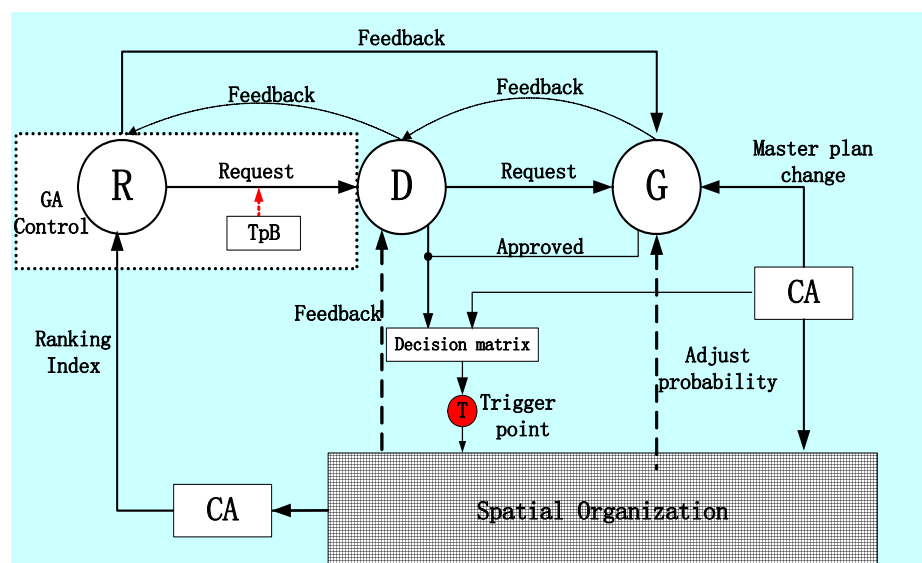 Feedback
Feedback
Feedback
R
Request
D
Request
G
Master plan
change
GA
Control
TpB
Approved
CA
Feedback
Ranking
Index
Decision matrix
Adjust
probability
T
Trigger
point
CA
Spatial Organization